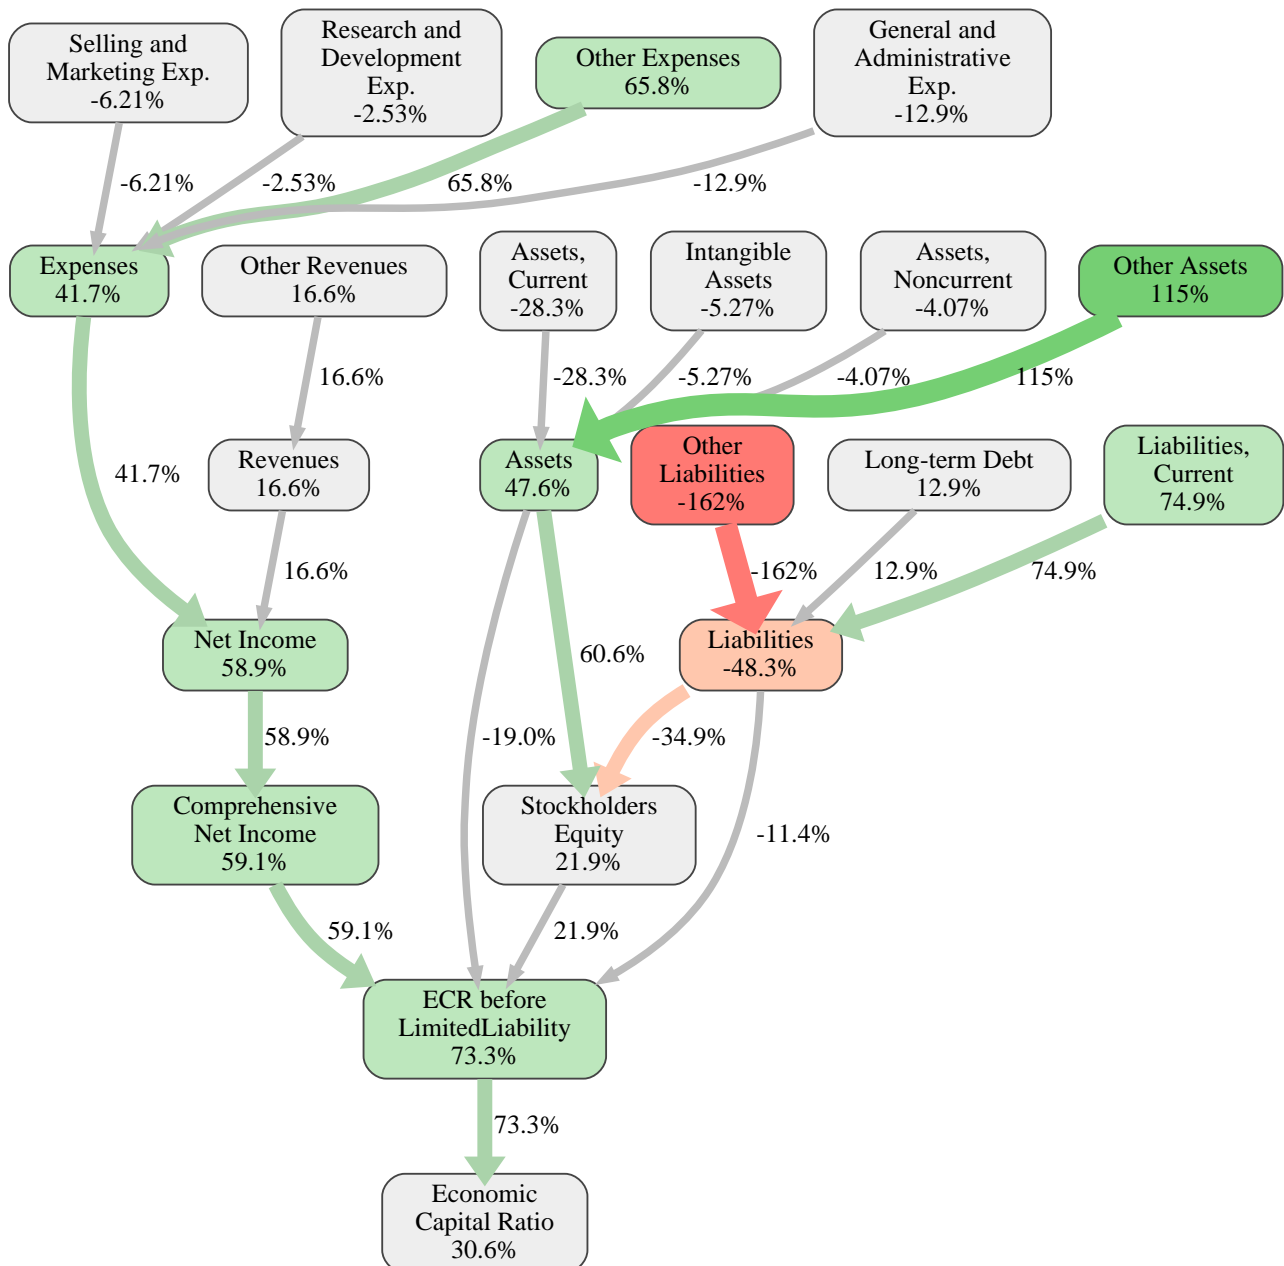 Selling and
Marketing Exp.
-6.21%
Research and
Development
Exp.
-2.53%
Other Expenses
65.8%
General and
Administrative
Exp.
-12.9%
-6.21%
-2.53%
65.8%
-12.9%
Expenses
41.7%
Other Revenues
16.6%
Assets,
Current
-28.3%
Intangible
Assets
-5.27%
Assets,
Noncurrent
-4.07%
Other Assets
115%
16.6%
-28.3%
-5.27%
-4.07%
115%
41.7%
Revenues
16.6%
Assets
47.6%
Other
Liabilities
-162%
Long-term Debt
12.9%
Liabilities,
Current
74.9%
16.6%
-162%
12.9%
74.9%
Net Income
58.9%
60.6%
Liabilities
-48.3%
58.9%
-19.0%
-34.9%
Comprehensive
Net Income
59.1%
Stockholders
Equity
21.9%
-11.4%
59.1%
21.9%
ECR before
LimitedLiability
73.3%
73.3%
Economic
Capital Ratio
30.6%